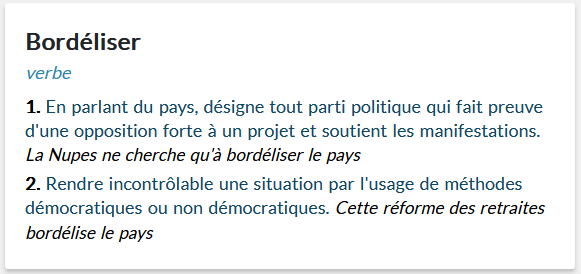 Bordéliser
verbe
1. En parlant du pays, désigne tout parti politique qui fait preuve
d'une opposition forte à un projet et soutient les manifestations.
La Nupes ne cherche qu'à bordéliser le pays
2. Rendre incontrôlable une situation par l'usage de méthodes
démocratiques ou non démocratiques. Cette réforme des retraites
bordélise le pays